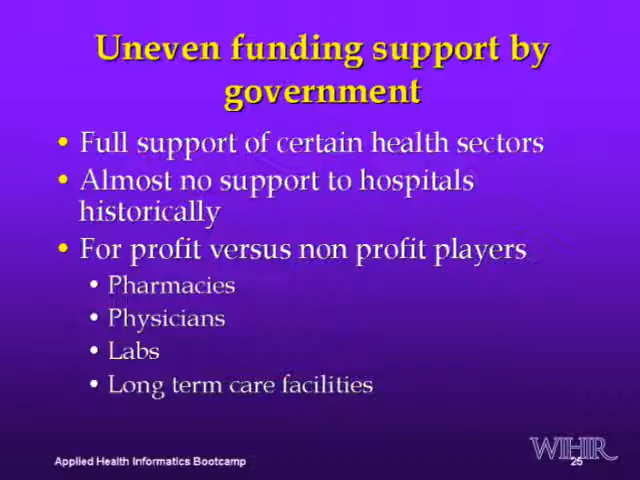 Uneven funding support by
government
• Full support of certain health sectors
• Almost no support to hospitals
historically
• For profit versus non profit players
• Pharmacies
• Physicians
• Labs
• Long term care facilities
WIHIR
Applied Health Informatics Bootcamp
25